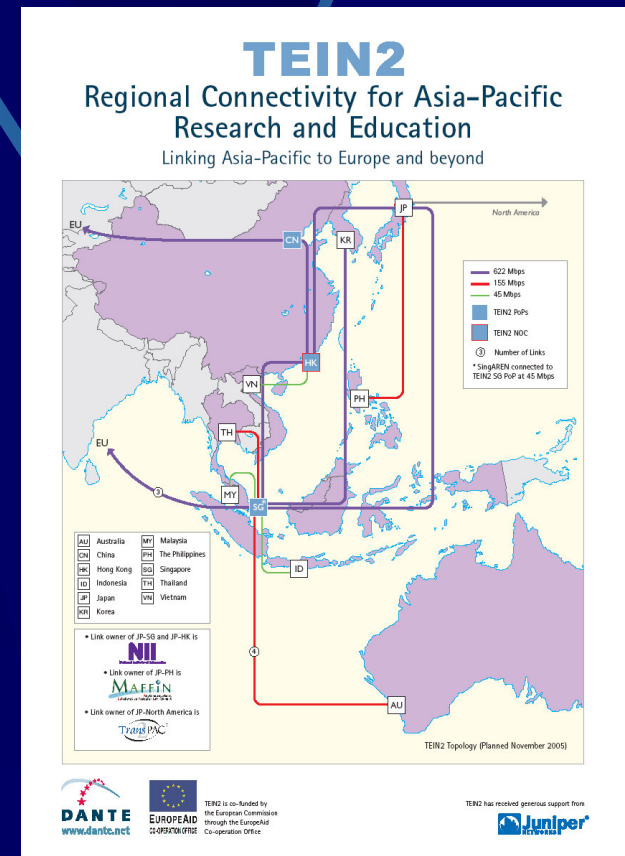 TEIN2
Regional Connectivity for Asia-Pacific
Research and Education
Linking Asia-Pacific to Europe and beyond
EU
CN
KR
JP
North America
622 Mbps
155 Mbps
45 Mbps
TEIN2 PoPs
TEIN2 NOC
3 Number of Links
* SingAREN connected to
TEIN2 SG PoP at 45 Mbps
HK
VN
PH
TH
EU
3
MY
SG
ID
AU Australia
CN China
HK Hong Kong
ID Indonesia
JP Japan
KR Korea
MY Malaysia
PH The Philippines
SG Singapore
TH Thailand
VN Vietnam
• Link owner of JP-SG and JP-HK is
NII
• Link owner of JP-PH is
MAFFIN
• Link owner of JP-North America is
TransPAC
4
AU
TEIN2 Topology (Planned November 2005)
DANTE
www.dante.net
EUROPEAID
CO-OPERATION OFFICE
TEIN2 is co-funded by
the European Commission
through the EuropeAid
Co-operation Office
TEIN2 has received generous support from
Juniper
NETWORKS